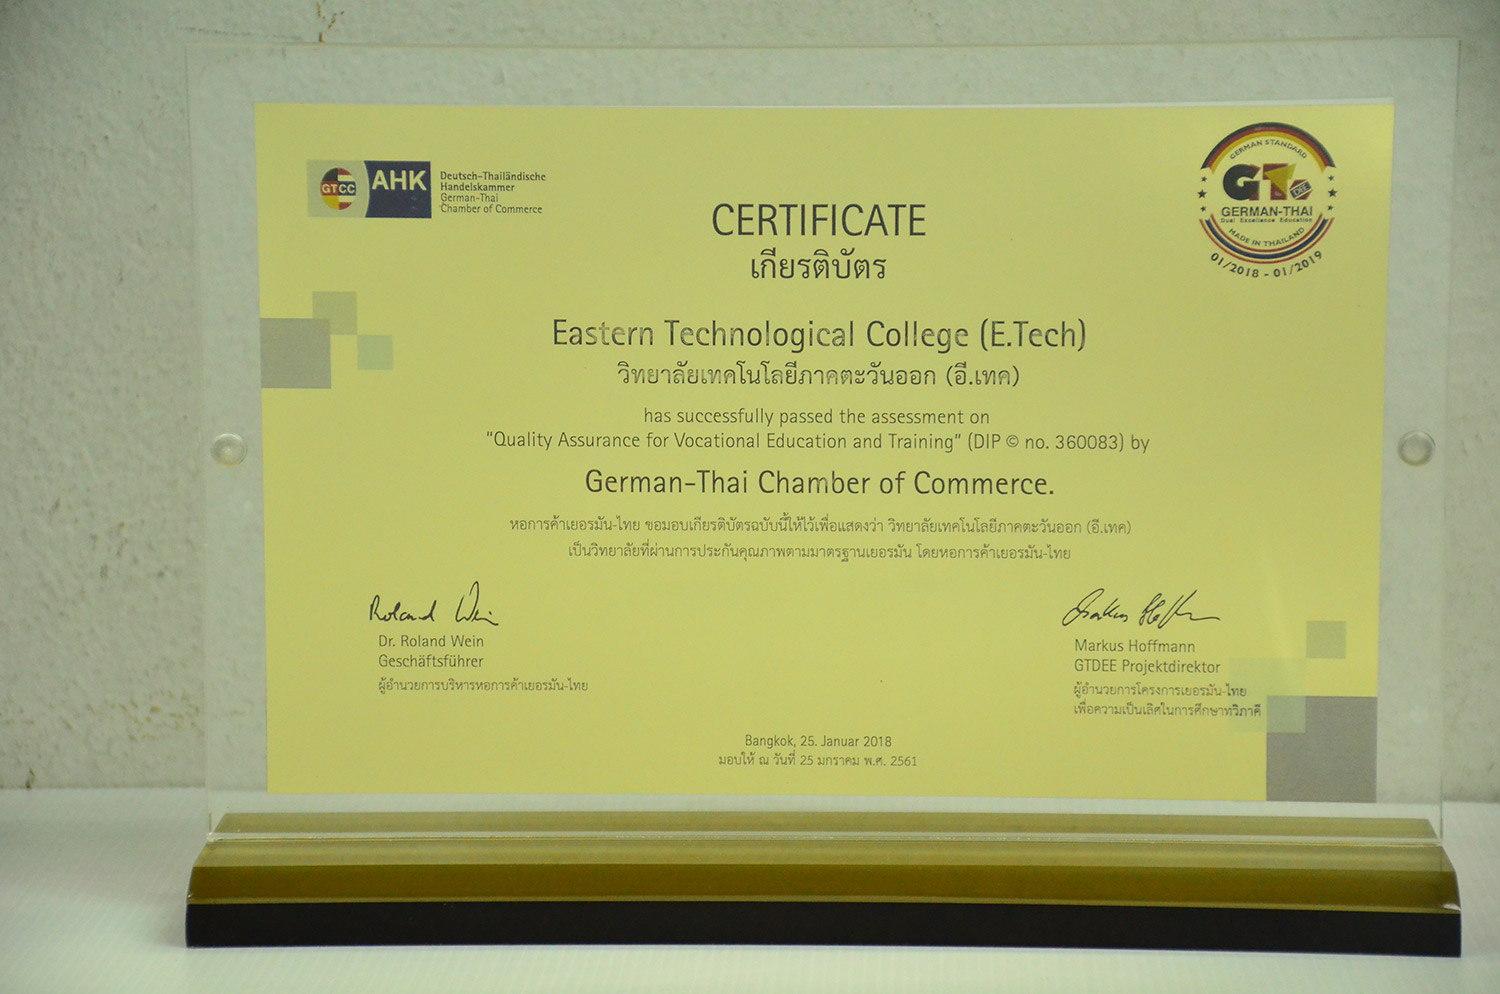 GTCC AHK
Deutsch-Thailändische
Handelskammer
German-Thai
Chamber of Commerce
GERMAN STANDARD
GT
DEE
GERMAN-THAI
Dual Excellence Education
MADE IN THAILAND
01/2018 - 01/2019
CERTIFICATE
เกียรติบัตร
Eastern Technological College (E.Tech)
วิทยาลัยเทคโนโลยีภาคตะวันออก (อี.เทค)
has successfully passed the assessment on
"Quality Assurance for Vocational Education and Training" (DIP © no. 360083) by
German-Thai Chamber of Commerce.
หอการค้าเยอรมัน-ไทย ขอมอบเกียรติบัตรฉบับนี้ให้ไว้เพื่อแสดงว่า วิทยาลัยเทคโนโลยีภาคตะวันออก (อี.เทค)
เป็นวิทยาลัยที่ผ่านการประกันคุณภาพตามมาตรฐานเยอรมัน โดยหอการค้าเยอรมัน-ไทย
Roland Wein
Dr. Roland Wein
Geschäftsführer
ผู้อำนวยการบริหารหอการค้าเยอรมัน-ไทย
Markus Hoffmann
GTDEE Projektdirektor
ผู้อำนวยการโครงการเยอรมัน-ไทย
เพื่อความเป็นเลิศในการศึกษาทวิภาคี
Bangkok, 25. Januar 2018
มอบให้ ณ วันที่ 25 มกราคม พ.ศ. 2561